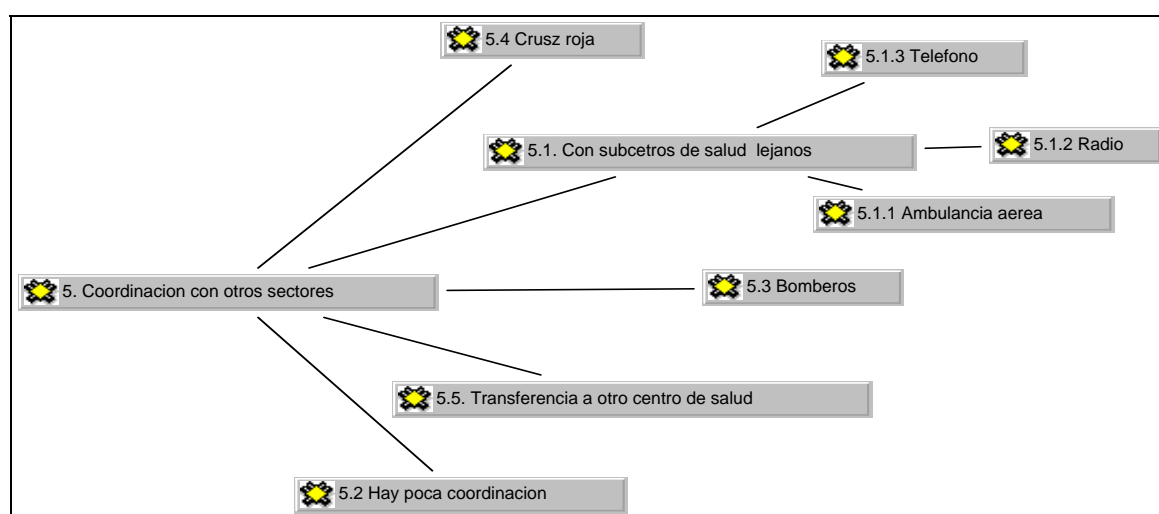 5.4 Crusz roja
5.1.3 Telefono
5.1. Con subcetros de salud lejanos
5.1.2 Radio
5.1.1 Ambulancia aerea
5. Coordinacion con otros sectores
5.3 Bomberos
5.5. Transferencia a otro centro de salud
5.2 Hay poca coordinacion